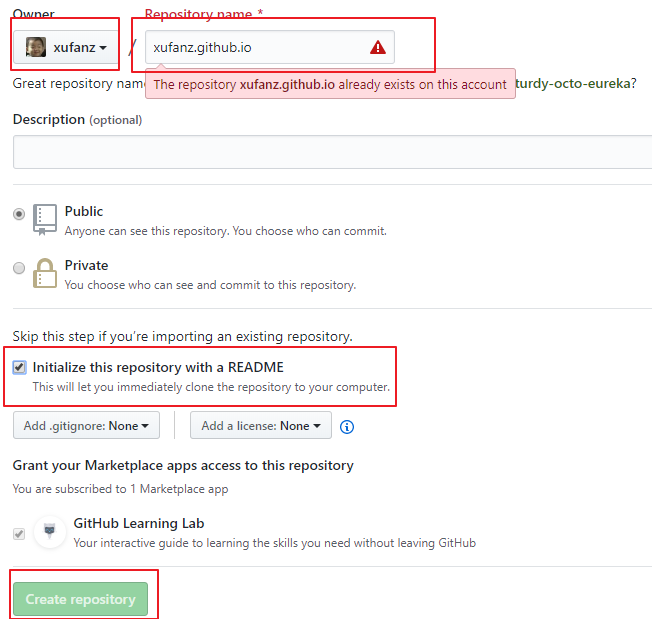 Owner Repository name *
xufanz / xufanz.github.io
The repository xufanz.github.io already exists on this account
Great repository nam turdy-octo-eureka?
Description (optional)
Public
Anyone can see this repository. You choose who can commit.
Private
You choose who can see and commit to this repository.
Skip this step if you’re importing an existing repository.
Initialize this repository with a README
This will let you immediately clone the repository to your computer.
Add .gitignore: None Add a license: None
Grant your Marketplace apps access to this repository
You are subscribed to 1 Marketplace app
GitHub Learning Lab
Your interactive guide to learning the skills you need without leaving GitHub
Create repository